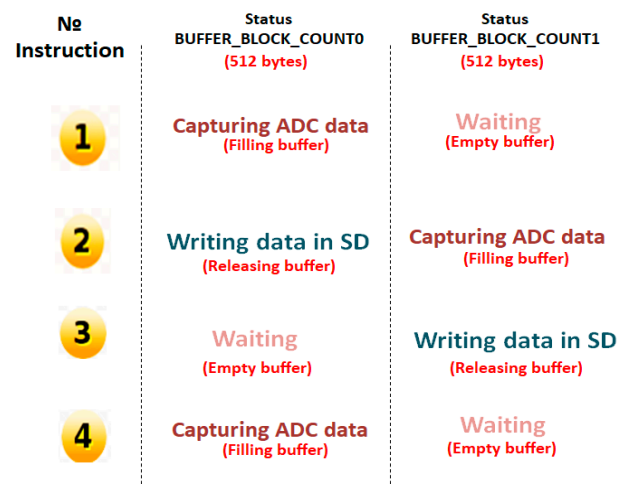 №
Instruction
Status
BUFFER_BLOCK_COUNT0
(512 bytes)
Status
BUFFER_BLOCK_COUNT1
(512 bytes)
1
Capturing ADC data
(Filling buffer)
Waiting
(Empty buffer)
2
Writing data in SD
(Releasing buffer)
Capturing ADC data
(Filling buffer)
3
Waiting
(Empty buffer)
Writing data in SD
(Releasing buffer)
4
Capturing ADC data
(Filling buffer)
Waiting
(Empty buffer)